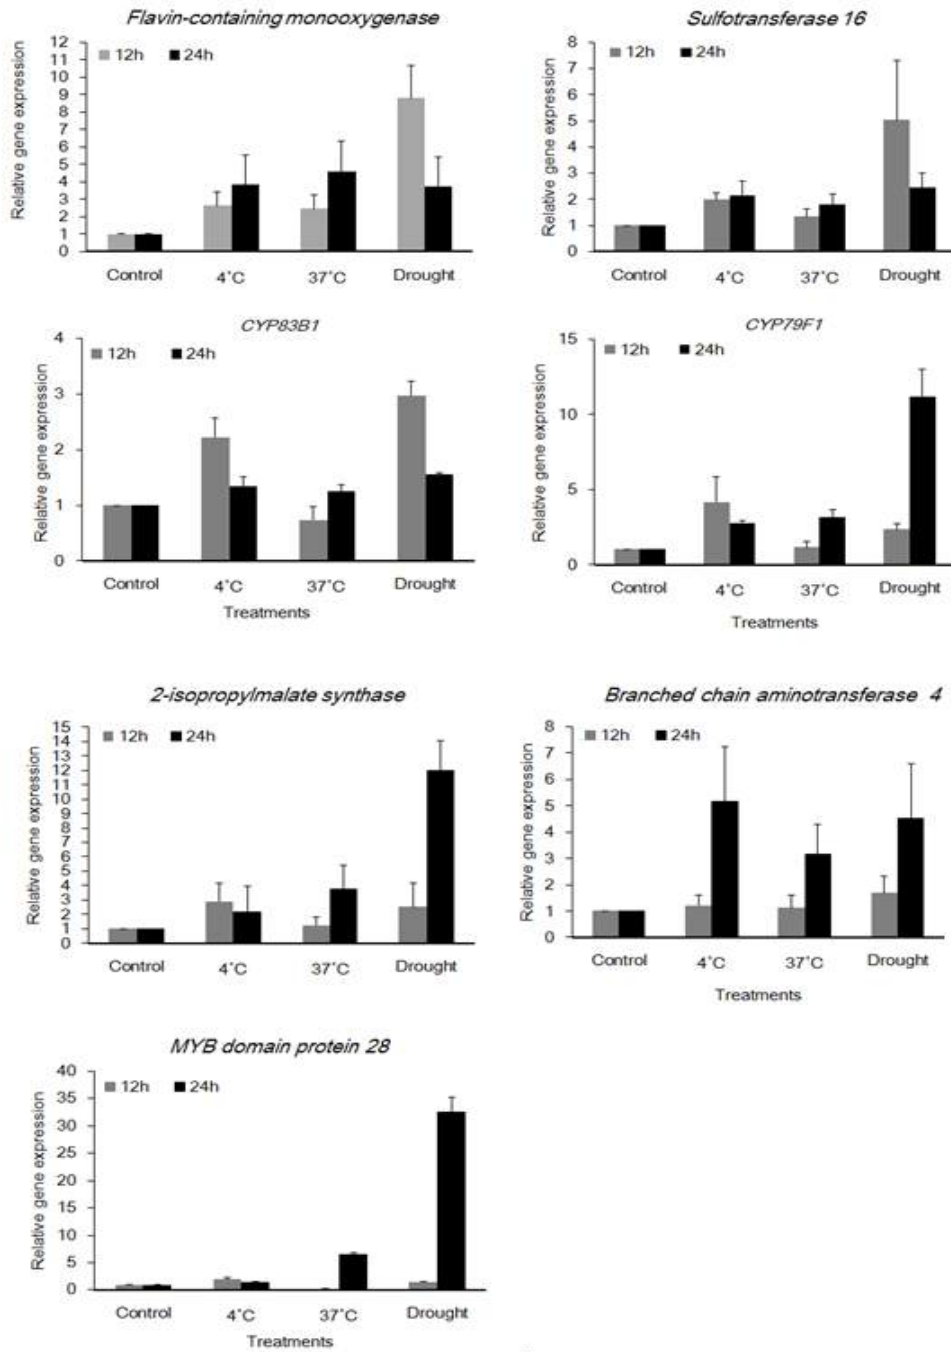 Flavin-containing monooxygenase
Relative gene expression
12
11
10
9
8
7
6
5
4
3
2
1
0
12h 24h
Control 4°C 37°C Drought
Sulfotransferase 16
Relative gene expression
8
7
6
5
4
3
2
1
0
12h 24h
Control 4°C 37°C Drought
CYP83B1
Relative gene expression
4
3
2
1
0
12h 24h
Control 4°C 37°C Drought
Treatments
CYP79F1
Relative gene expression
15
10
5
0
12h 24h
Control 4°C 37°C Drought
Treatments
2-isopropylmalate synthase
Relative gene expression
15
14
13
12
11
10
9
8
7
6
5
4
3
2
1
0
12h 24h
Control 4°C 37°C Drought
Branched chain aminotransferase 4
Relative gene expression
8
7
6
5
4
3
2
1
0
12h 24h
Control 4°C 37°C Drought
Treatments
MYB domain protein 28
Relative gene expression
40
35
30
25
20
15
10
5
0
12h 24h
Control 4°C 37°C Drought
Treatments